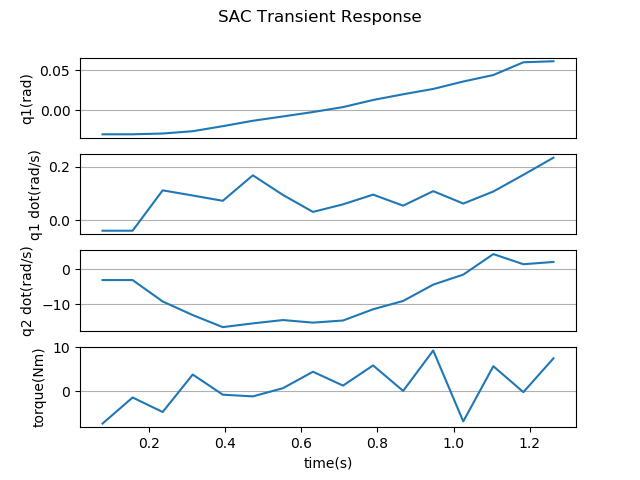 SAC Transient Response
q1(rad)
0.05
0.00
q1 dot(rad/s)
0.2
0.0
q2 dot(rad/s)
0
−10
torque(Nm)
10
0
0.2 0.4 0.6 0.8 1.0 1.2
time(s)